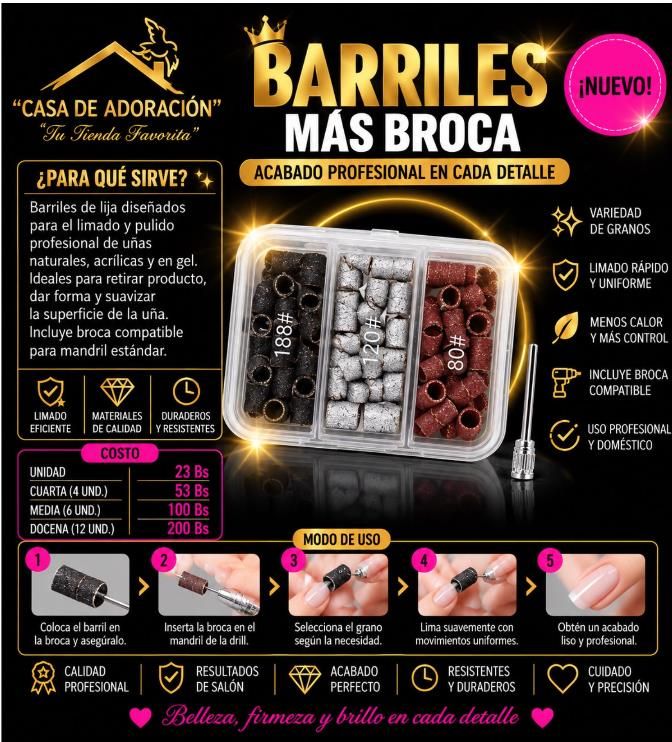 "CASA DE ADORACIÓN"
"Tu Tienda Favorita"
BARRILES
MÁS BROCA
ACABADO PROFESIONAL EN CADA DETALLE
¡NUEVO!
¿PARA QUÉ SIRVE?
Barriles de lija diseñados
para el limado y pulido
profesional de uñas
naturales, acrílicas y en gel.
Ideales para retirar producto,
dar forma y suavizar
la superficie de la uña.
Incluye broca compatible
para mandril estándar.
LIMADO
EFICIENTE
MATERIALES
DE CALIDAD
DURADEROS
Y RESISTENTES
188#
120#
80#
VARIEDAD
DE GRANOS
LIMADO RÁPIDO
Y UNIFORME
MENOS CALOR
Y MÁS CONTROL
INCLUYE BROCA
COMPATIBLE
USO PROFESIONAL
Y DOMÉSTICO
COSTO
UNIDAD 23 Bs
CUARTA (4 UND.) 53 Bs
MEDIA (6 UND.) 100 Bs
DOCENA (12 UND.) 200 Bs
MODO DE USO
1
Coloca el barril en
la broca y asegúralo.
2
Inserta la broca en el
mandril de la drill.
3
Selecciona el grano
según la necesidad.
4
Lima suavemente con
movimientos uniformes.
5
Obtén un acabado
liso y profesional.
CALIDAD
PROFESIONAL
RESULTADOS
DE SALÓN
ACABADO
PERFECTO
RESISTENTES
Y DURADEROS
CUIDADO
Y PRECISIÓN
Belleza, firmeza y brillo en cada detalle